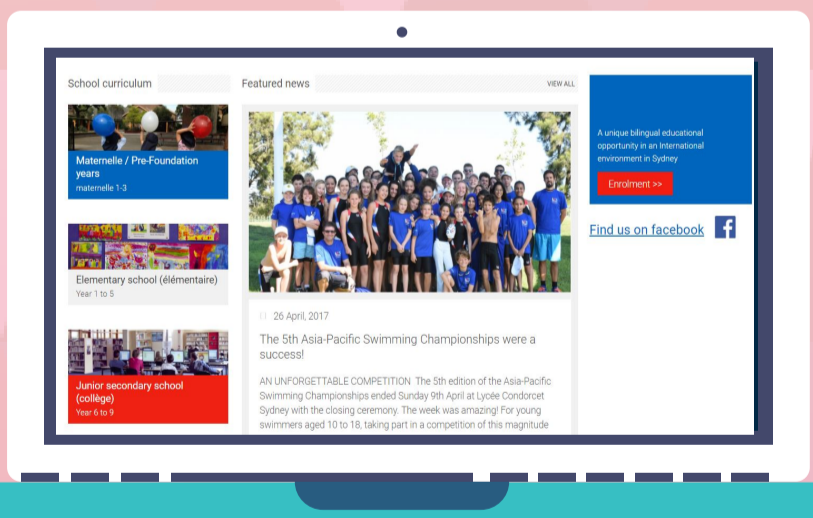 School curriculum
Maternelle / Pre-Foundation
years
maternelle 1-3
Elementary school (élémentaire)
Year 1 to 5
Junior secondary school
(collège)
Year 6 to 9
Featured news
VIEW ALL
26 April, 2017
The 5th Asia-Pacific Swimming Championships were a
success!
AN UNFORGETTABLE COMPETITION The 5th edition of the Asia-Pacific
Swimming Championships ended Sunday 9th April at Lycée Condorcet
Sydney with the closing ceremony. The week was amazing! For young
swimmers aged 10 to 18, taking part in a competition of this magnitude
A unique bilingual educational
opportunity in an International
environment in Sydney
Enrolment >>
Find us on facebook
f